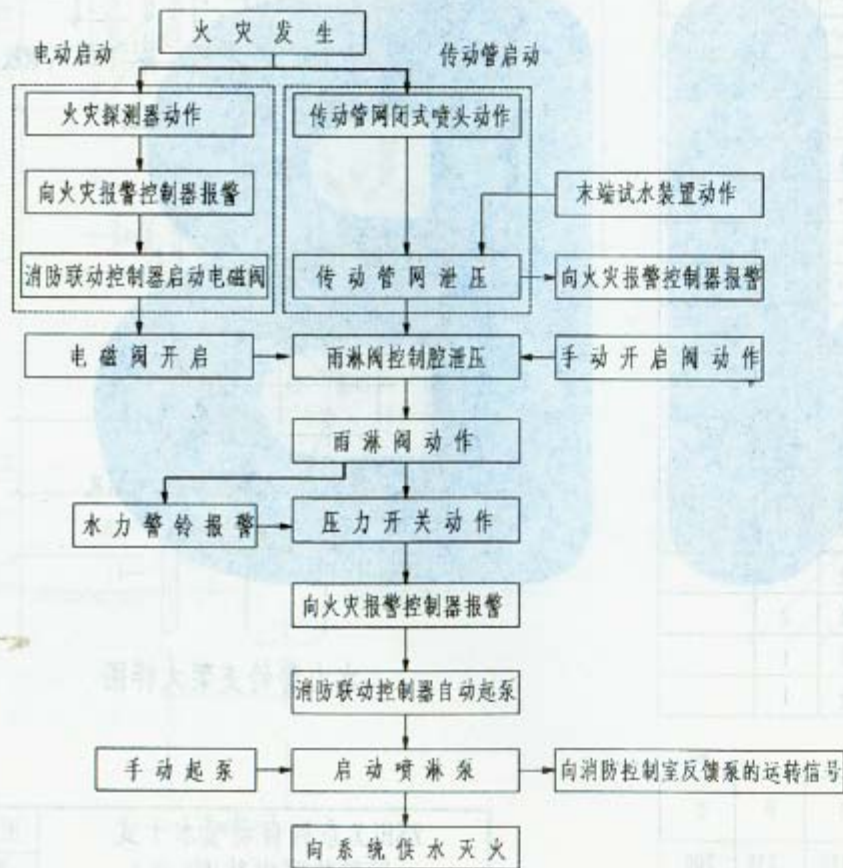 火灾发生
电动启动
传动管启动
火灾探测器动作
传动管网闭式喷头动作
向火灾报警控制器报警
末端试水装置动作
消防联动控制器启动电磁阀
传动管网泄压
向火灾报警控制器报警
电磁阀开启
雨淋阀控制腔泄压
手动开启阀动作
雨淋阀动作
水力警铃报警
压力开关动作
向火灾报警控制器报警
消防联动控制器自动起泵
手动起泵
启动喷淋泵
向消防控制室反馈泵的运转信号
向系统供水灭火